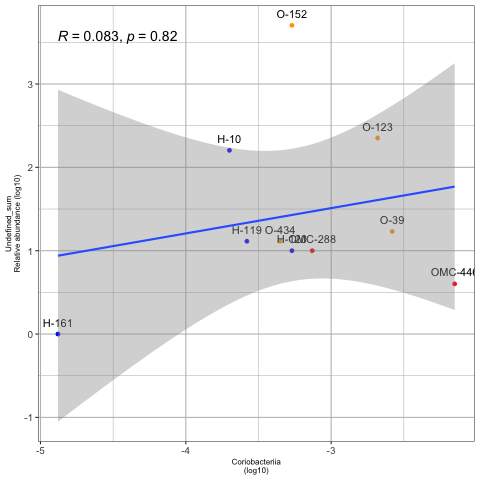 O-152
R = 0.083, p = 0.82
O-123
H-10
O-39
H-119 O-434
OMC-288
OMC-446
H-161
3
2
1
0
-1
-5 -4 -3
Undefined_sum
Relative abundance (log10)
Coriobacteriia
(log10)